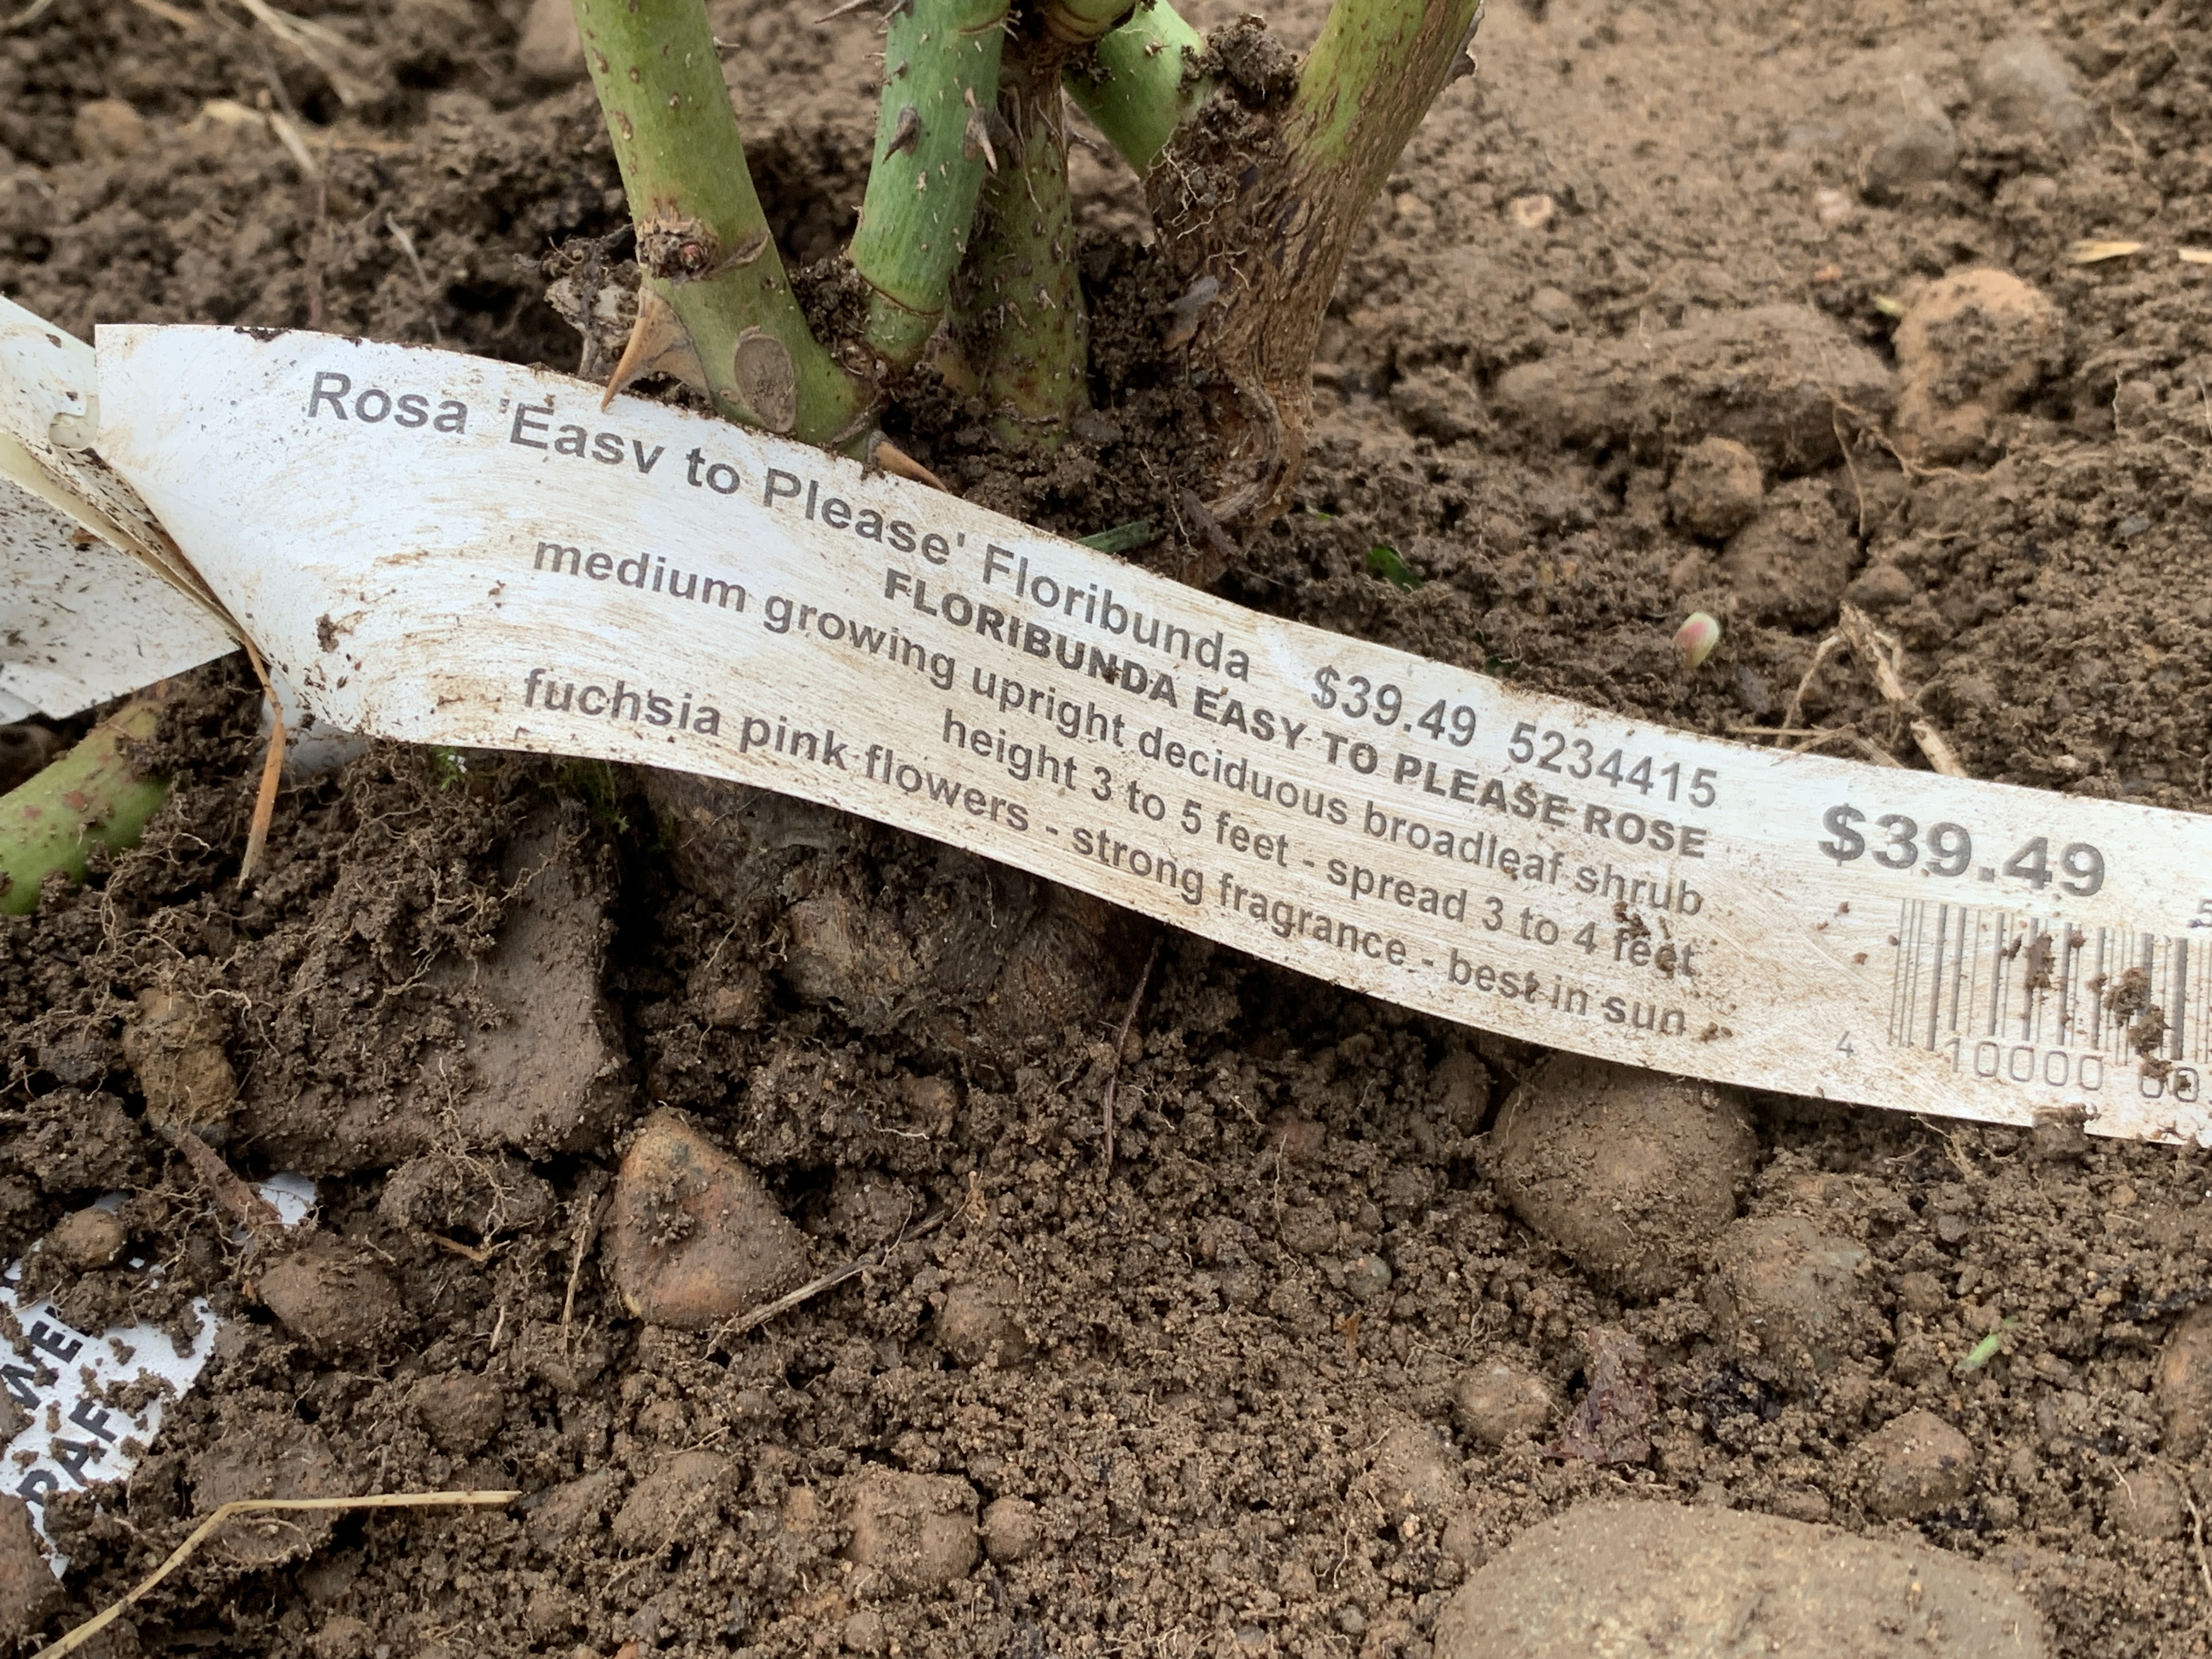 Rosa 'Easy to Please' Floribunda $39.49 5234415
FLORIBUNDA EASY TO PLEASE ROSE
medium growing upright deciduous broadleaf shrub
height 3 to 5 feet - spread 3 to 4 feet
fuchsia pink flowers - strong fragrance - best in sun
$39.49
4 10000 00